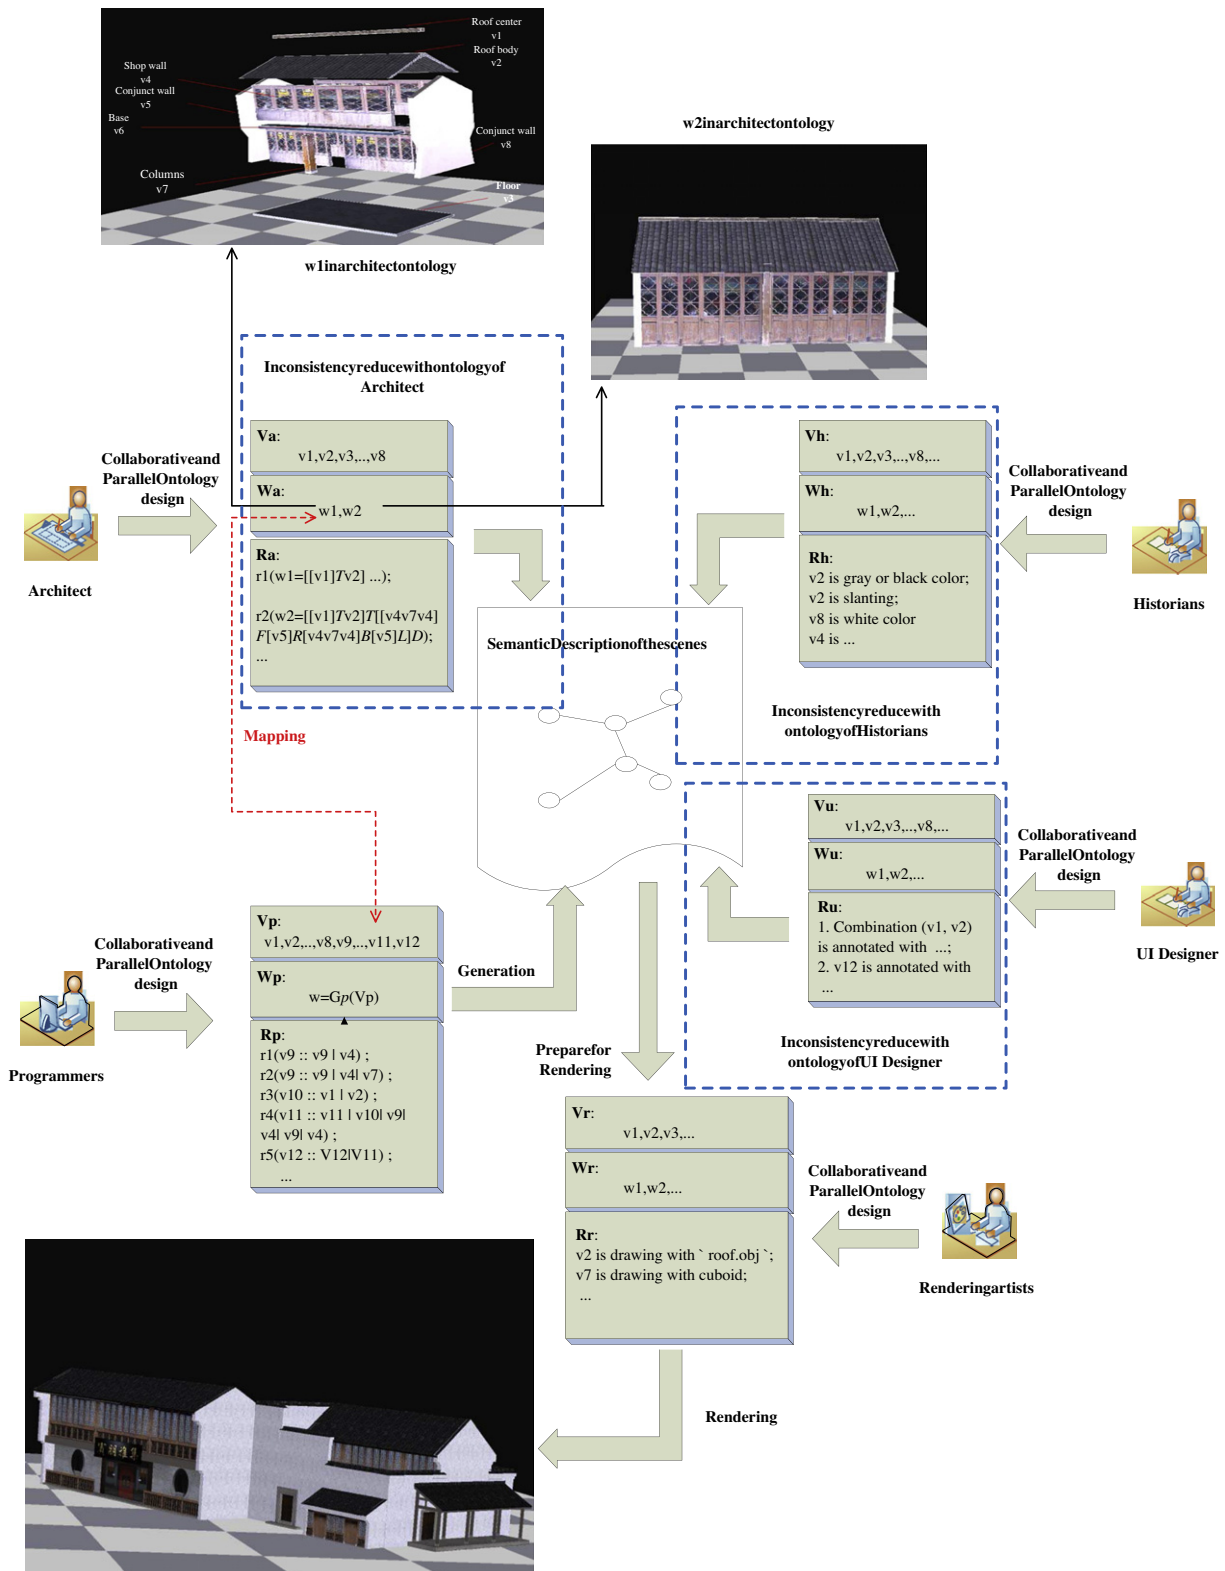 Roof center
v1
Roof body
v2
Shop wall
v4
Conjunct wall
v5
Base
v6
Conjunct wall
v8
Columns
v7
Floor
v3
w1inarchitectontology
w2inarchitectontology
Inconsistencyreducewithontologyof
Architect
Va:
v1,v2,v3,..,v8
Wa:
w1,w2
Ra:
r1(w1=[[v1]Tv2] ...);
r2(w2=[[v1]Tv2]T[[v4v7v4]
F[v5]R[v4v7v4]B[v5]L]D);
...
Collaborativeand
ParallelOntology
design
Architect
Mapping
SemanticDescriptionofthescenes
Vh:
v1,v2,v3,..,v8,...
Wh:
w1,w2,...
Rh:
v2 is gray or black color;
v2 is slanting;
v8 is white color
v4 is ...
Inconsistencyreducewith
ontologyofHistorians
Collaborativeand
ParallelOntology
design
Historians
Vu:
v1,v2,v3,..,v8,...
Wu:
w1,w2,...
Ru:
1. Combination (v1, v2)
is annotated with ...;
2. v12 is annotated with
...
Inconsistencyreducewith
ontologyofUI Designer
Collaborativeand
ParallelOntology
design
UI Designer
Collaborativeand
ParallelOntology
design
Programmers
Vp:
v1,v2,..,v8,v9,..,v11,v12
Wp:
w=Gp(Vp)
Rp:
r1(v9 :: v9 | v4) ;
r2(v9 :: v9 | v4| v7) ;
r3(v10 :: v1 | v2) ;
r4(v11 :: v11 | v10| v9|
v4| v9| v4) ;
r5(v12 :: V12|V11) ;
...
Generation
Preparefor
Rendering
Vr:
v1,v2,v3,...
Wr:
w1,w2,...
Rr:
v2 is drawing with ` roof.obj `;
v7 is drawing with cuboid;
...
Collaborativeand
ParallelOntology
design
Renderingartists
Rendering